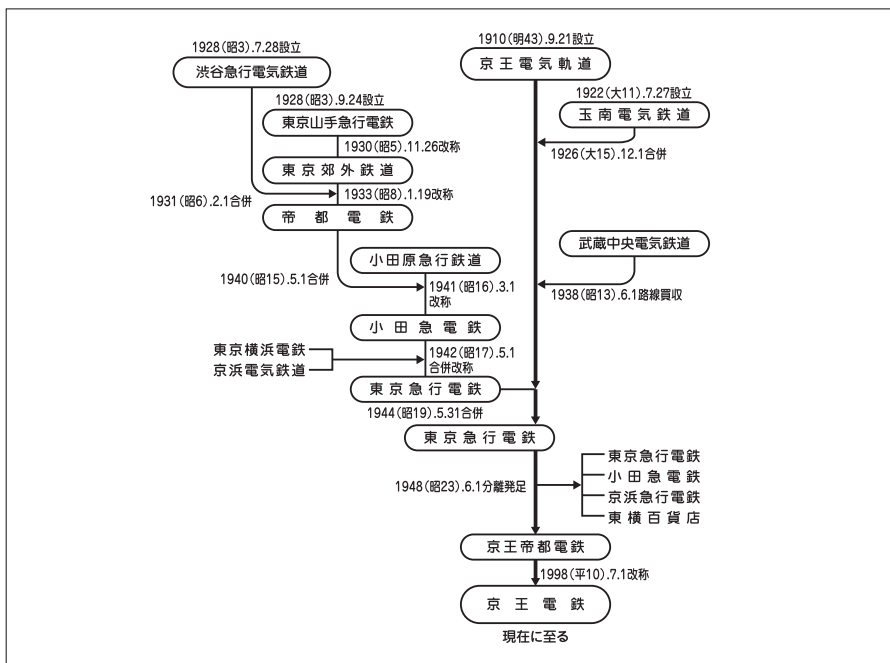 1910(明43).9.21設立
京王電気軌道
1928(昭3).7.28設立
渋谷急行電気鉄道
1922(大11).7.27設立
玉南電気鉄道
1928(昭3).9.24設立
東京山手急行電鉄
1930(昭5).11.26改称
1926(大15).12.1合併
東京郊外鉄道
1931(昭6).2.1合併
1933(昭8).1.19改称
帝都電鉄
武蔵中央電気鉄道
小田原急行鉄道
1940(昭15).5.1合併
1941(昭16).3.1
改称
1938(昭13).6.1路線買収
小田急電鉄
東京横浜電鉄
京浜電気鉄道
1942(昭17).5.1
合併改称
東京急行電鉄
1944(昭19).5.31合併
東京急行電鉄
1948(昭23).6.1分離発足
東京急行電鉄
小田急電鉄
京浜急行電鉄
東横百貨店
京王帝都電鉄
1998(平10).7.1改称
京王電鉄
現在に至る